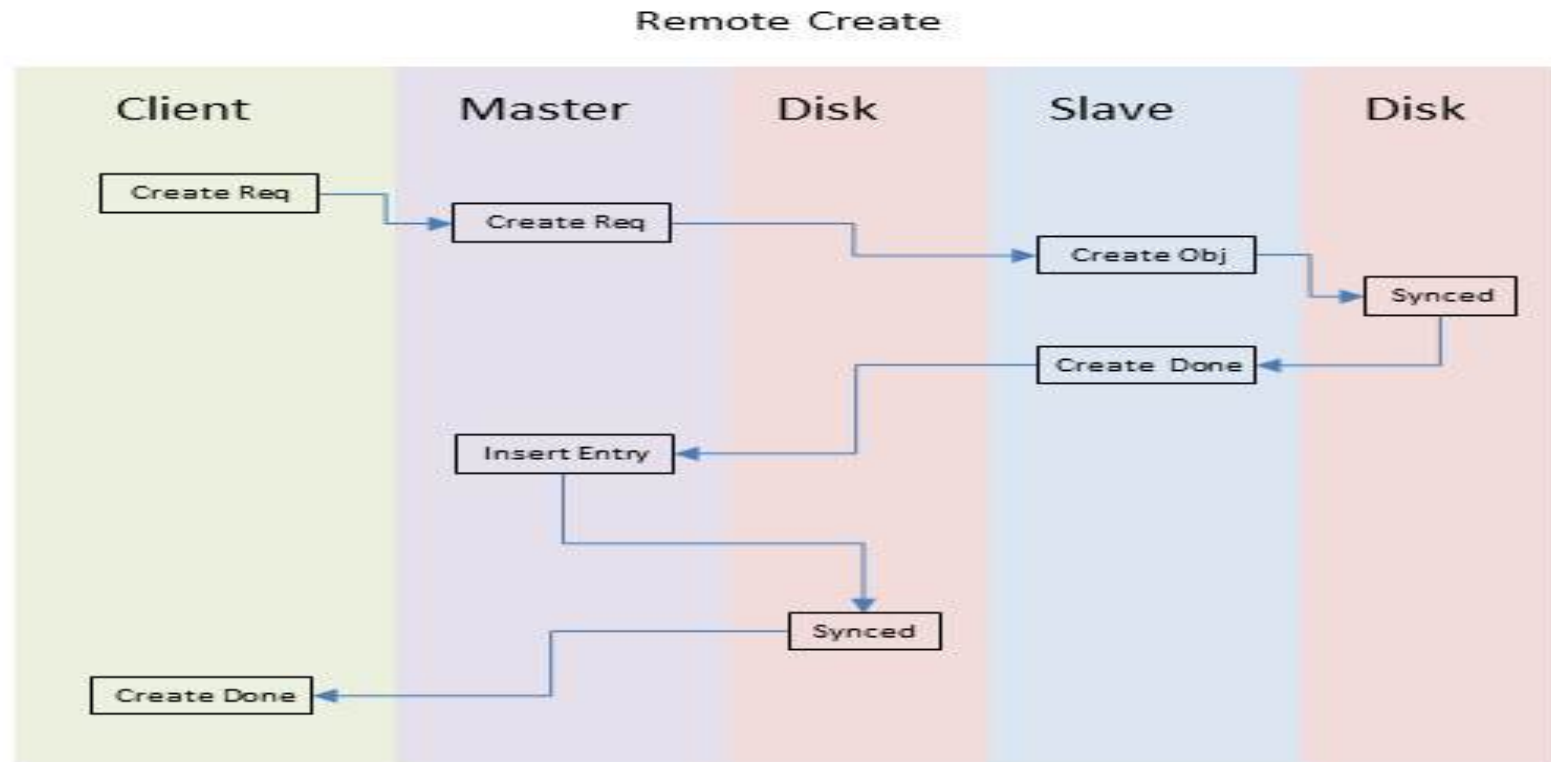 Remote Create
Client Master Disk Slave Disk
Create Req
Create Req
Create Obj
Synced
Create Done
Insert Entry
Synced
Create Done